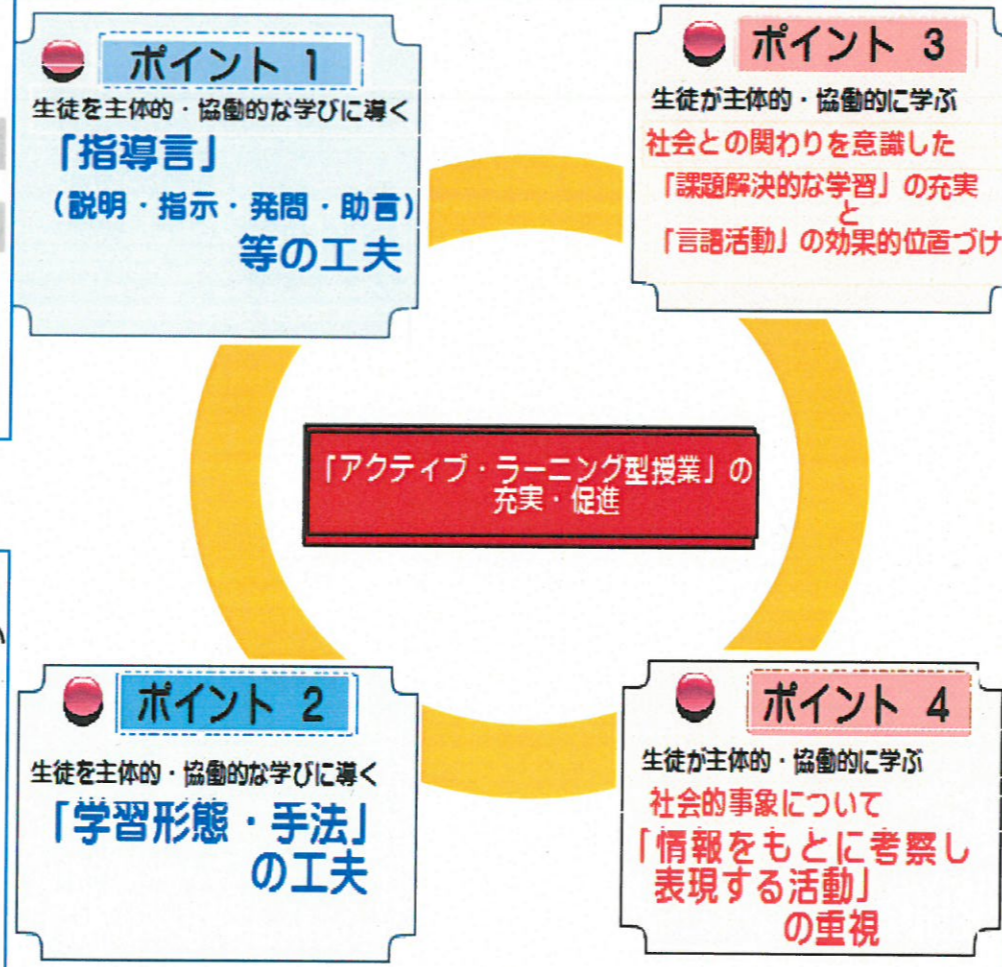 ポイント 1
生徒を主体的・協働的な学びに導く
「指導言」
(説明・指示・発問・助言)
等の工夫
ポイント 3
生徒が主体的・協働的に学ぶ
社会との関わりを意識した
「課題解決的な学習」の充実
と
「言語活動」の効果的位置づけ
「アクティブ・ラーニング型授業」の
充実・促進
ポイント 2
生徒を主体的・協働的な学びに導く
「学習形態・手法」
の工夫
ポイント 4
生徒が主体的・協働的に学ぶ
社会的事象について
「情報をもとに考察し
表現する活動」
の重視